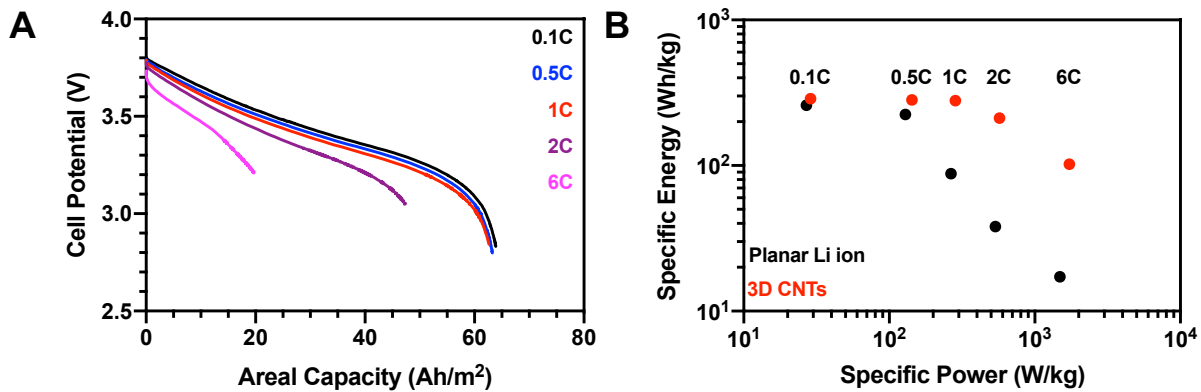 A
4.0
3.5
3.0
2.5
Cell Potential (V)
0 20 40 60 80
Areal Capacity (Ah/m²)
0.1C
0.5C
1C
2C
6C
B
10³
10²
10¹
Specific Energy (Wh/kg)
0.1C 0.5C 1C 2C 6C
Planar Li ion
3D CNTs
10¹ 10² 10³ 10⁴
Specific Power (W/kg)